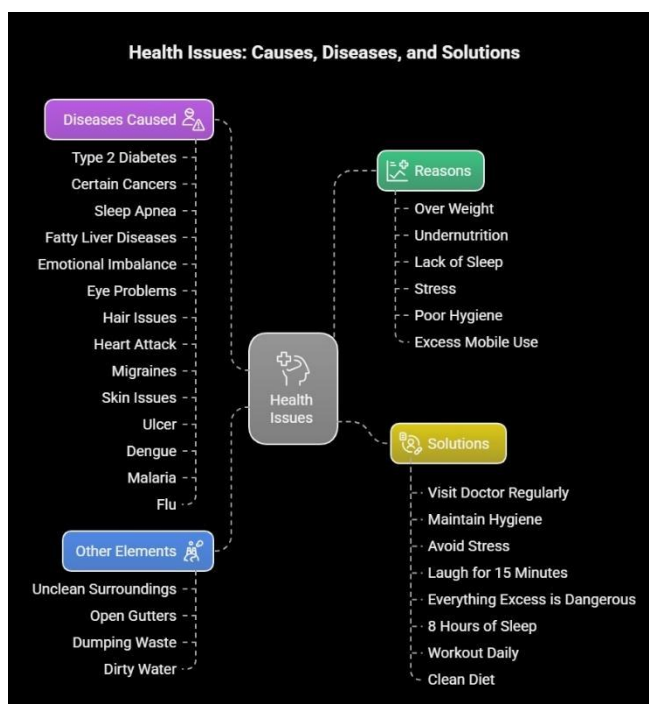 Health Issues: Causes, Diseases, and Solutions
Diseases Caused
Type 2 Diabetes
Certain Cancers
Sleep Apnea
Fatty Liver Diseases
Emotional Imbalance
Eye Problems
Hair Issues
Heart Attack
Migraines
Skin Issues
Ulcer
Dengue
Malaria
Flu
Other Elements
Unclean Surroundings
Open Gutters
Dumping Waste
Dirty Water
Health
Issues
Reasons
Over Weight
Undernutrition
Lack of Sleep
Stress
Poor Hygiene
Excess Mobile Use
Solutions
Visit Doctor Regularly
Maintain Hygiene
Avoid Stress
Laugh for 15 Minutes
Everything Excess is Dangerous
8 Hours of Sleep
Workout Daily
Clean Diet